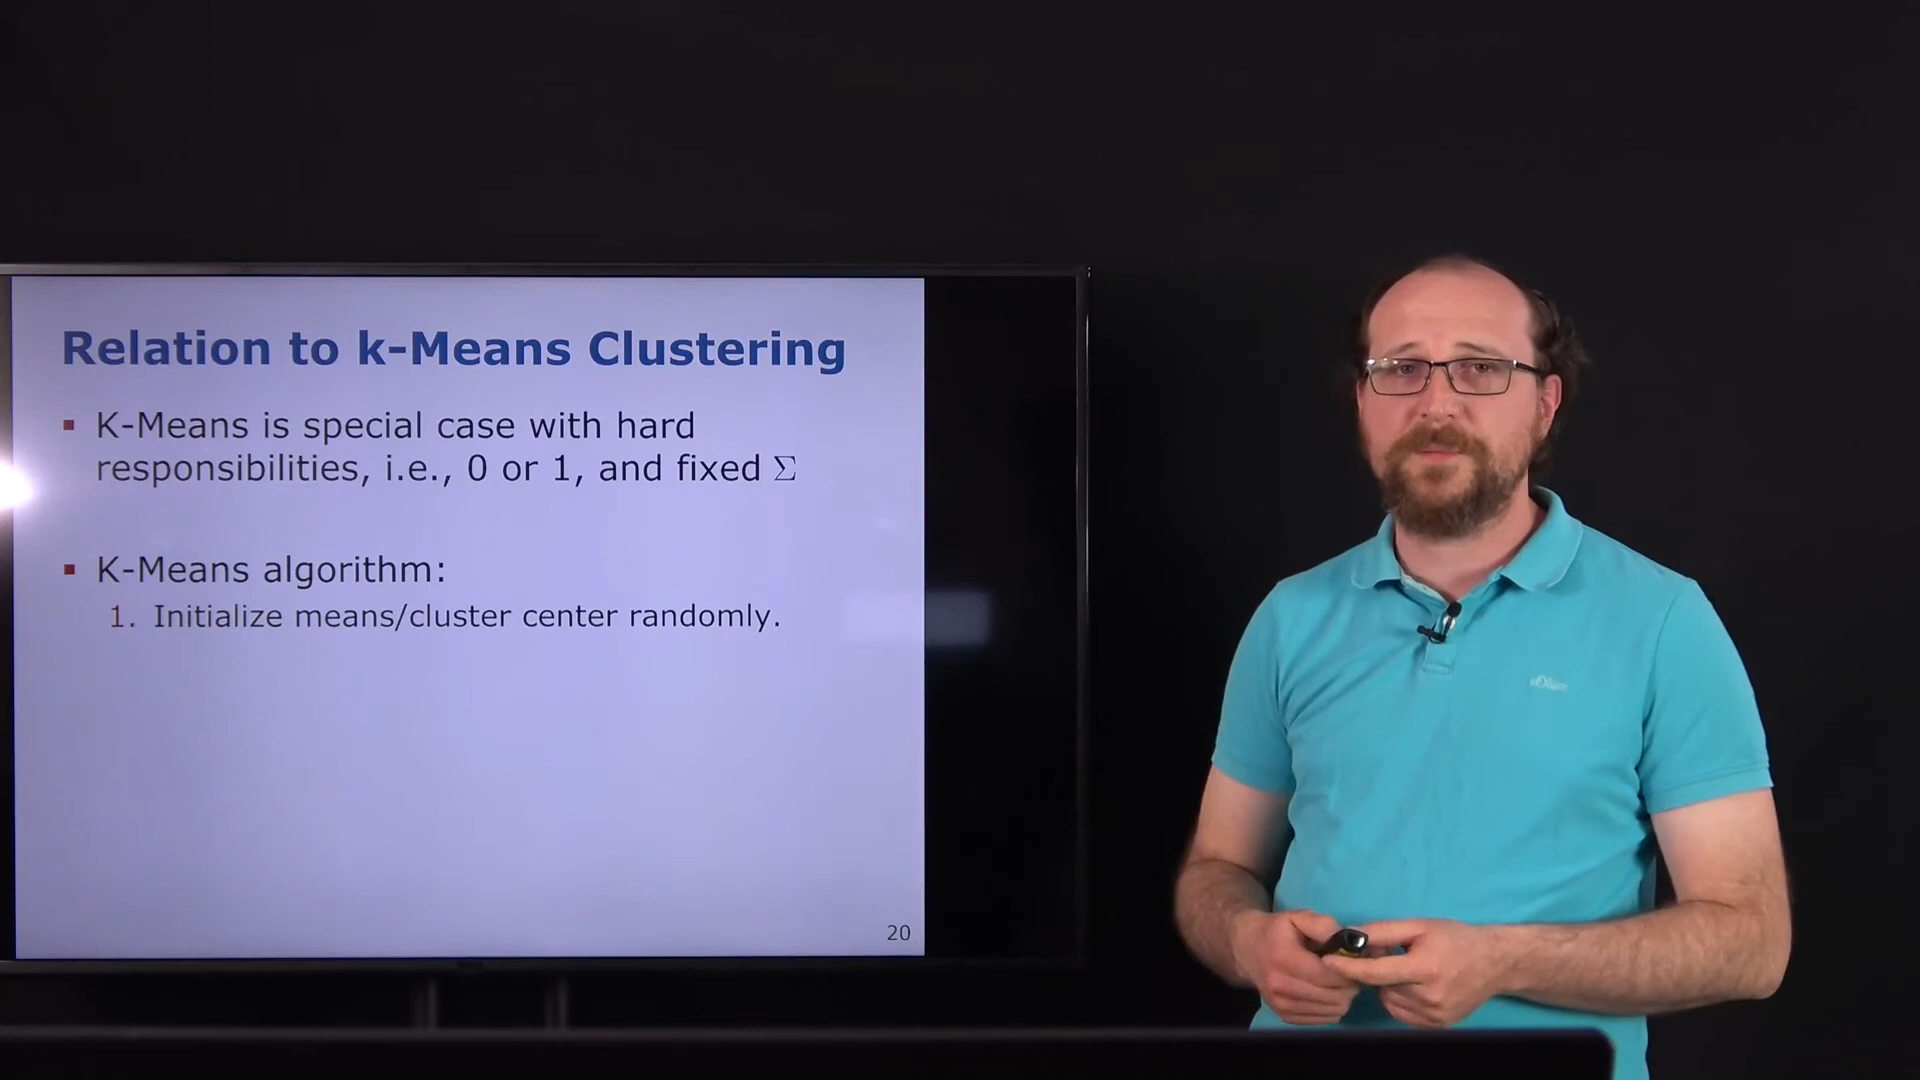 Relation to k-Means Clustering
▪ K-Means is special case with hard
responsibilities, i.e., 0 or 1, and fixed Σ
▪ K-Means algorithm:
1. Initialize means/cluster center randomly.
20
s.Oliver